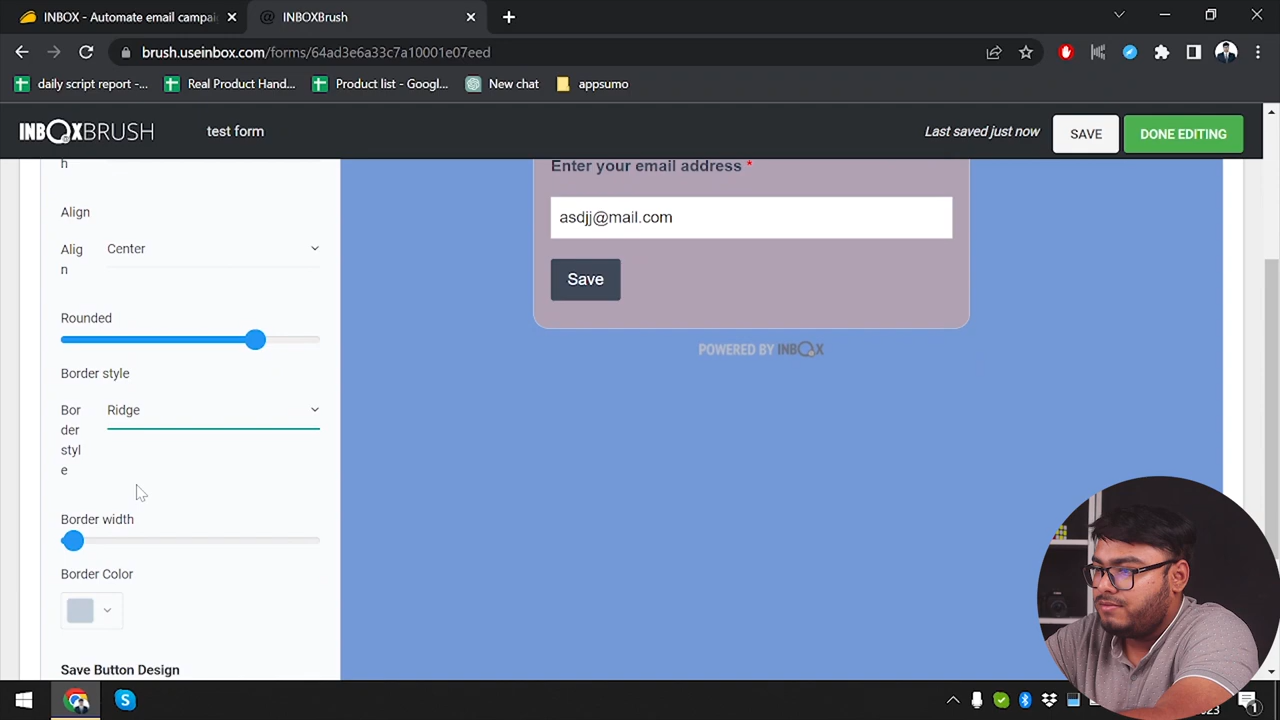 INBOX - Automate email campai
INBOXBrush
brush.useinbox.com/forms/64ad3e6a33c7a10001e07eed
daily script report -...
Real Product Hand...
Product list - Googl...
New chat
appsumo
INBOXBRUSH
test form
Last saved just now
SAVE
DONE EDITING
h
Enter your email address *
asdjj@mail.com
Save
POWERED BY INBOX
Align
Alig
n
Center
Rounded
Border style
Bor
der
styl
e
Ridge
Border width
Border Color
Save Button Design